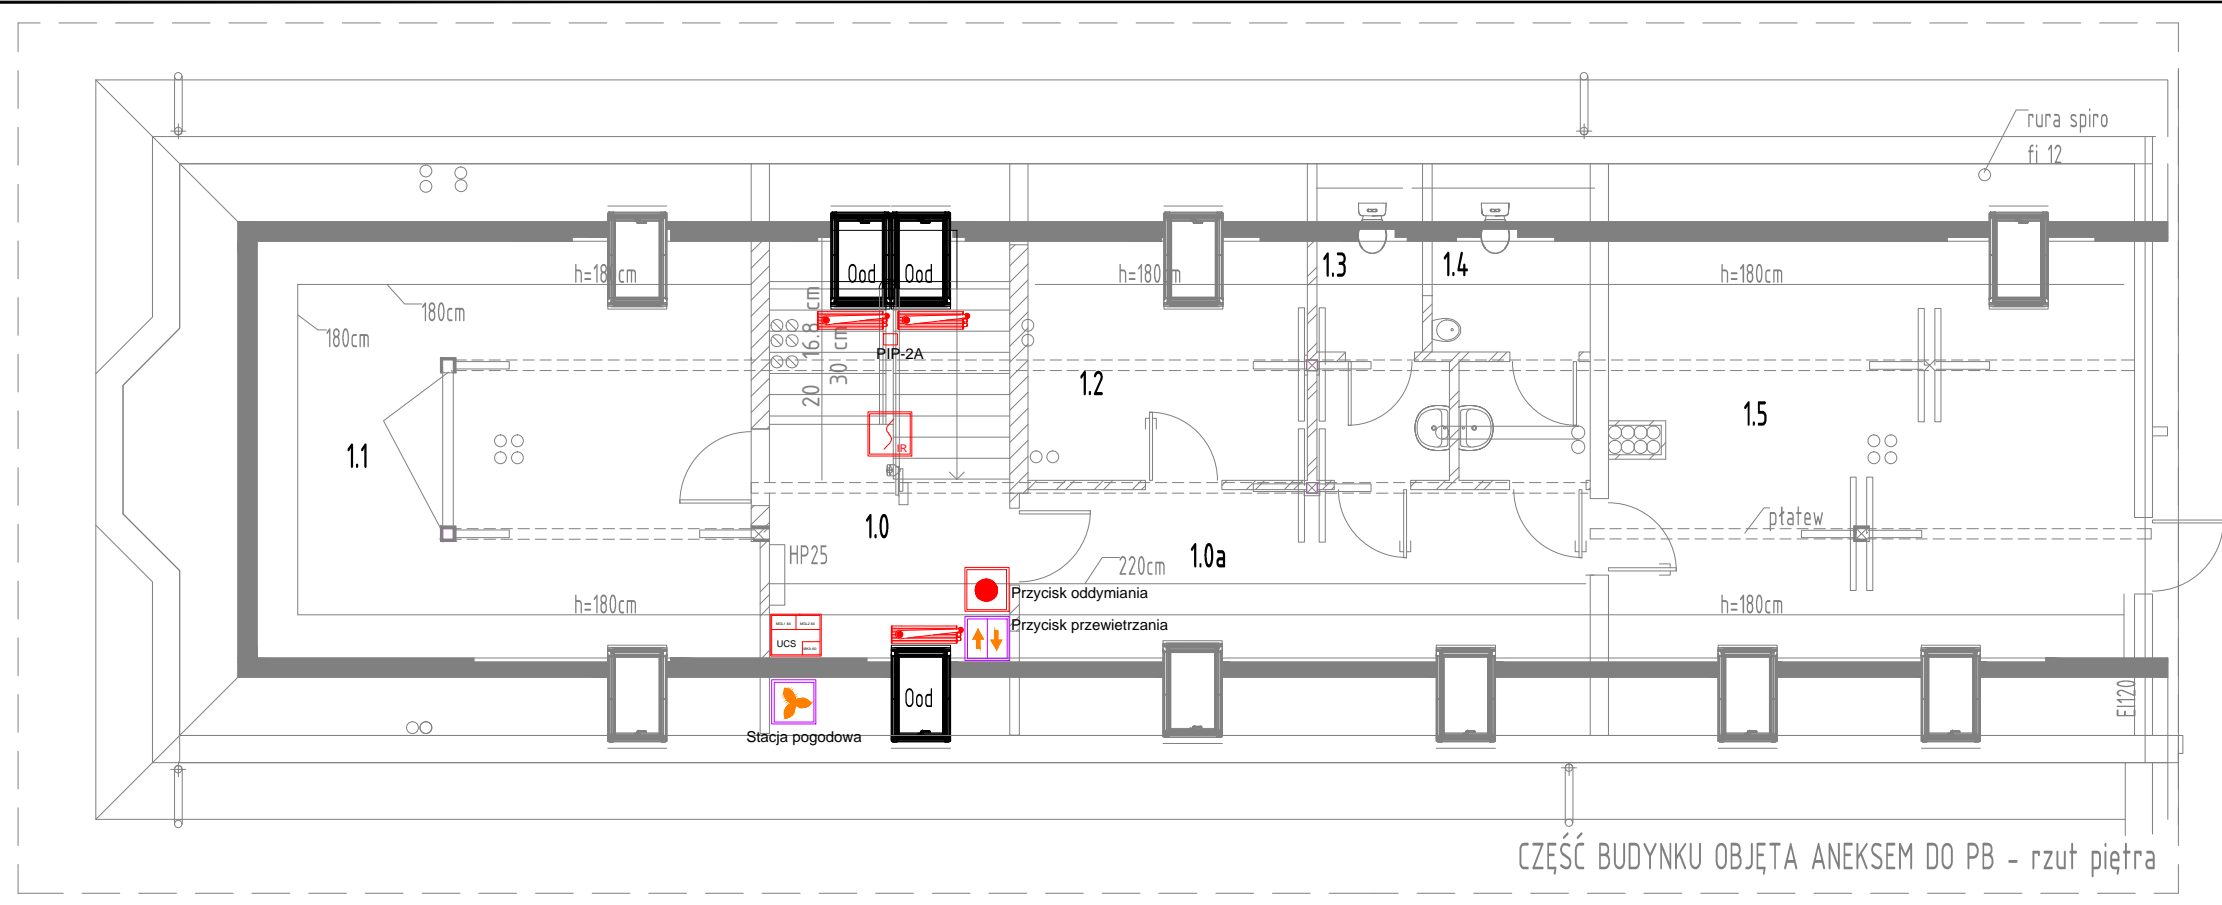 rura spiro
fi 12
Ood
Ood
h=180cm
h=180cm
h=180cm
1.3
1.4
180cm
180cm
20 16.8 cm
30 cm
PIP-2A
1.2
1.5
IR
1.1
płatew
1.0
1.0a
HP25
220cm
Przycisk oddymiania
h=180cm
h=180cm
Przycisk przewietrzania
UCS
Ood
EI120
Stacja pogodowa
CZĘŚĆ BUDYNKU OBJĘTA ANEKSEM DO PB - rzut piętra